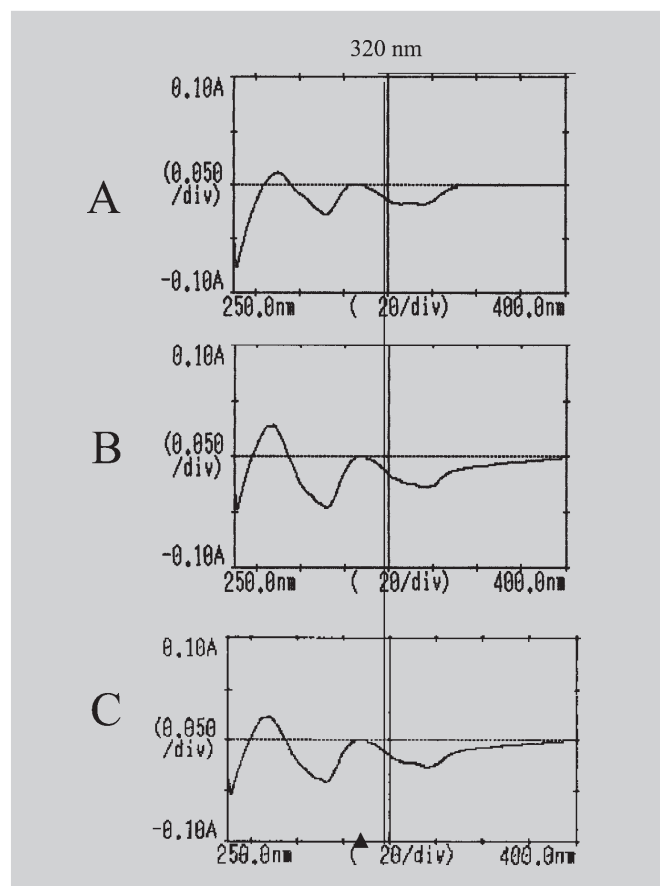 320 nm
A
0.10A
(0.050
/div)
-0.10A
250.0nm ( 20/div) 400.0nm
B
0.10A
(0.050
/div)
-0.10A
250.0nm ( 20/div) 400.0nm
C
0.10A
(0.050
/div)
-0.10A
250.0nm ( 20/div) 400.0nm